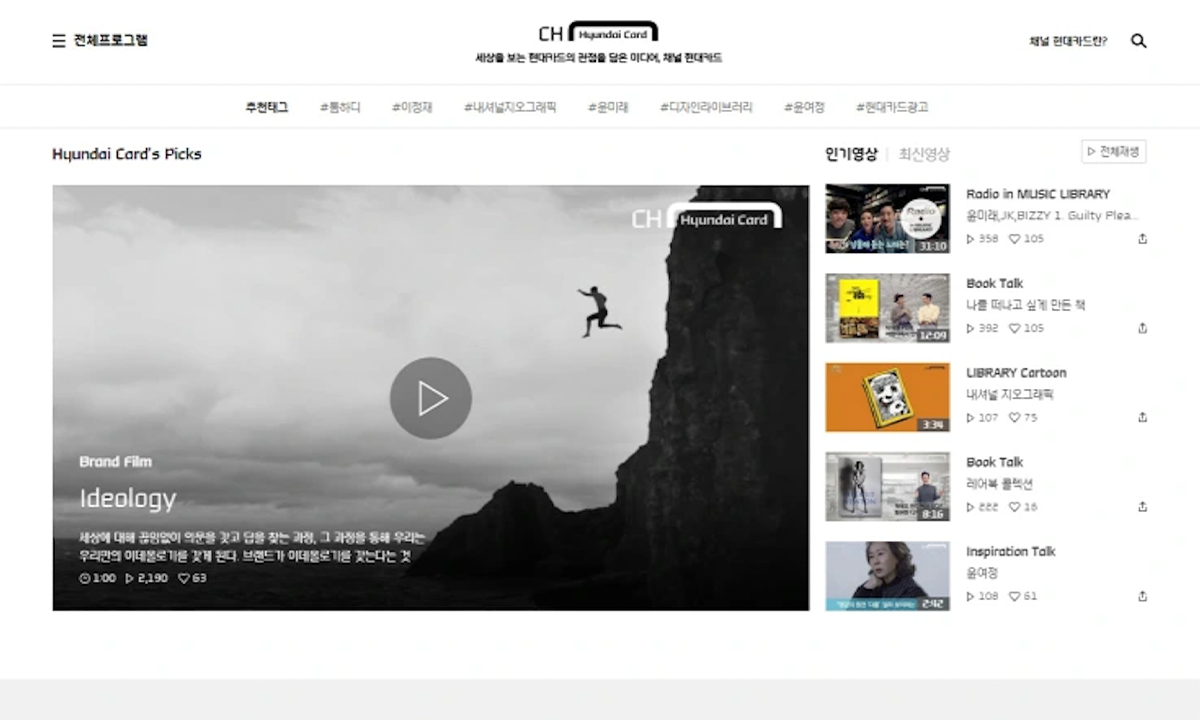 전체프로그램
CH Hyundai Card
세상을 보는 현대카드의 관점을 담은 미디어, 채널 현대카드
채널 현대카드란?
추천태그 #톰하디 #이정재 #내셔널지오그래픽 #윤미래 #디자인라이브러리 #윤여정 #현대카드광고
Hyundai Card's Picks
CH Hyundai Card
Brand Film
Ideology
세상에 대해 끊임없이 의문을 갖고 답을 찾는 과정, 그 과정을 통해 우리는
우리만의 이데올로기를 갖게 된다. 브랜드가 이데올로기를 갖는다는 것
1:00 2,190 63
인기영상 | 최신영상
전체재생
Radio in MUSIC LIBRARY
윤미래,JK,BIZZY 1. Guilty Plea...
358 105
Radio
31:10
Book Talk
나를 떠나고 싶게 만든 책
392 105
12:09
LIBRARY Cartoon
내셔널 지오그래픽
107 75
3:34
Book Talk
레어북 콜렉션
222 16
8:16
Inspiration Talk
윤여정
108 61
2:42